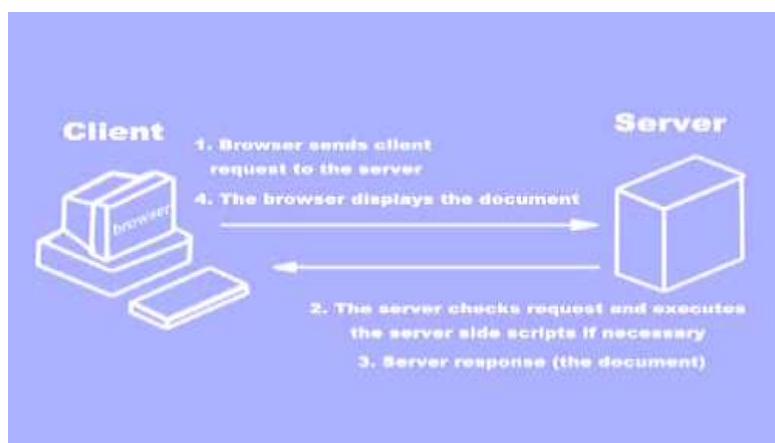 Client
Server
1. Browser sends client
request to the server
4. The browser displays the document
browser
2. The server checks request and executes
the server side scripts if necessary
3. Server response (the document)